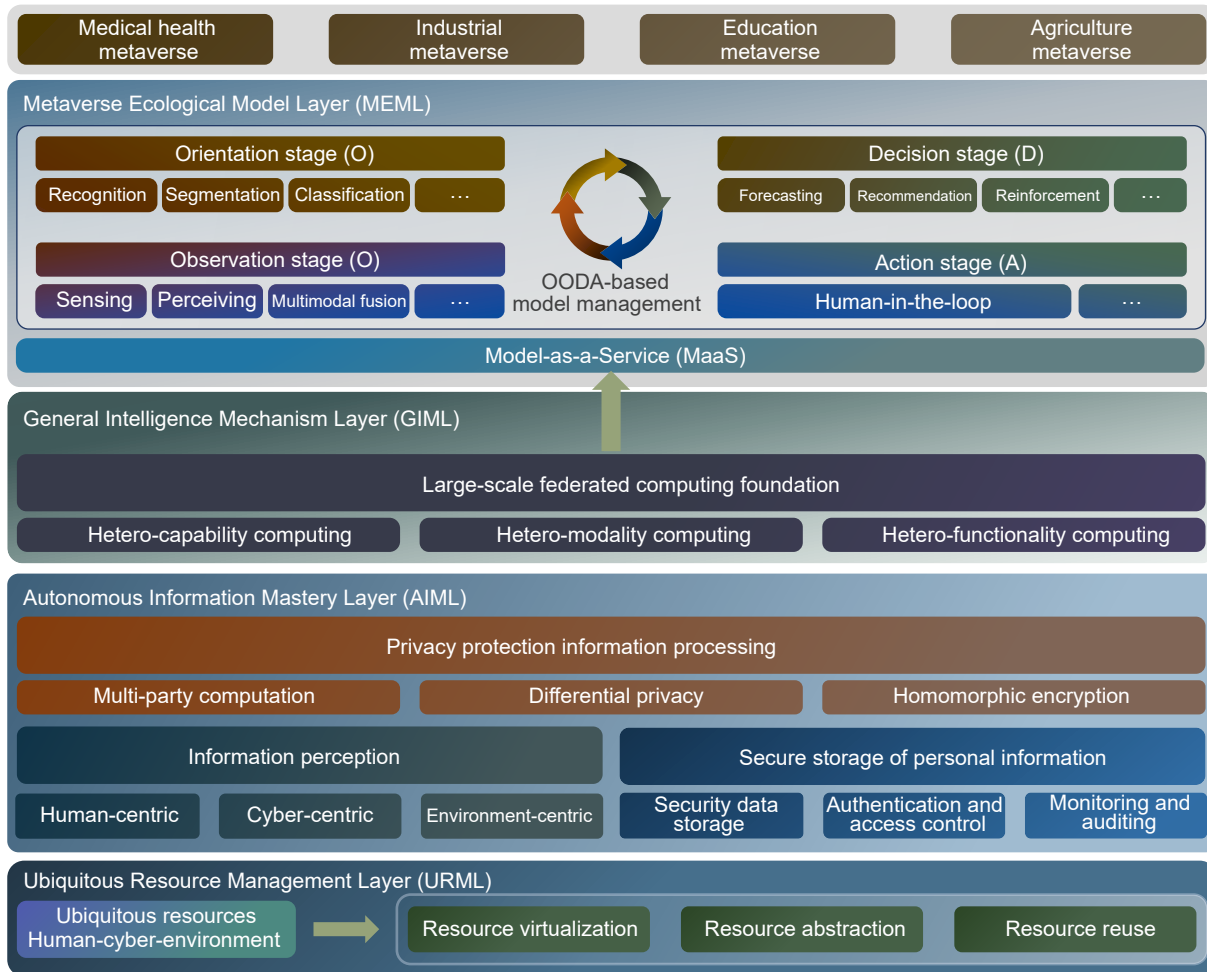 Medical health
metaverse
Industrial
metaverse
Education
metaverse
Agriculture
metaverse
Metaverse Ecological Model Layer (MEML)
Orientation stage (O)
Recognition
Segmentation
Classification
...
Decision stage (D)
Forecasting
Recommendation
Reinforcement
...
Observation stage (O)
Sensing
Perceiving
Multimodal fusion
...
OODA-based
model management
Action stage (A)
Human-in-the-loop
...
Model-as-a-Service (MaaS)
General Intelligence Mechanism Layer (GIML)
Large-scale federated computing foundation
Hetero-capability computing
Hetero-modality computing
Hetero-functionality computing
Autonomous Information Mastery Layer (AIML)
Privacy protection information processing
Multi-party computation
Differential privacy
Homomorphic encryption
Information perception
Human-centric
Cyber-centric
Environment-centric
Secure storage of personal information
Security data
storage
Authentication and
access control
Monitoring and
auditing
Ubiquitous Resource Management Layer (URML)
Ubiquitous resources
Human-cyber-environment
Resource virtualization
Resource abstraction
Resource reuse